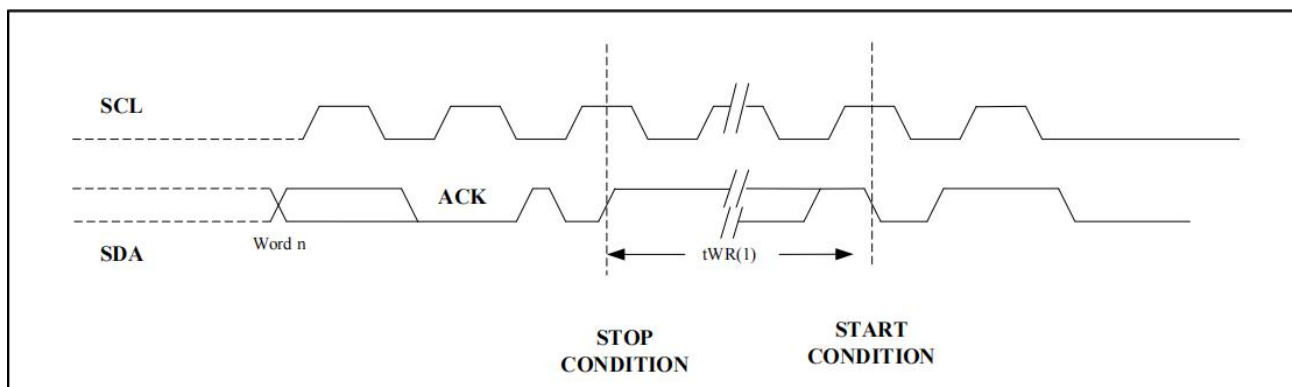 SCL
ACK
Word n
SDA
tWR(1)
STOP
CONDITION
START
CONDITION